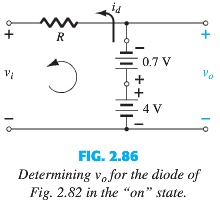 i_d
+ R − +
0.7 V
v_i + v_o
+
4 V
− − −
FIG. 2.86
Determining v_o for the diode of
Fig. 2.82 in the “on” state.